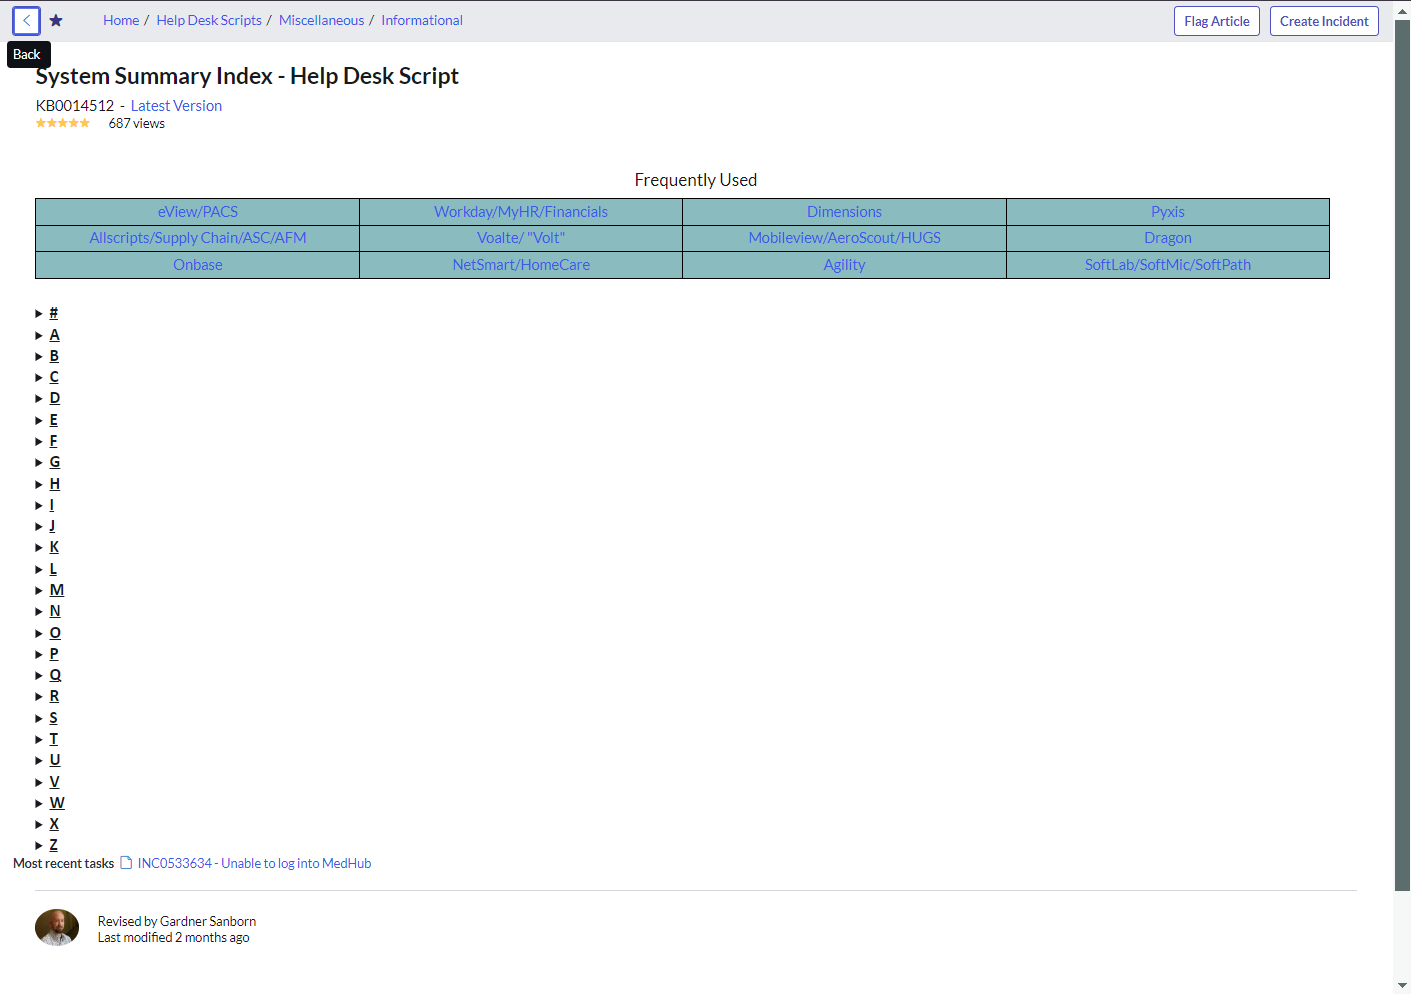 Home / Help Desk Scripts / Miscellaneous / Informational
Flag Article
Create Incident
Back
System Summary Index - Help Desk Script
KB0014512 - Latest Version
687 views
Frequently Used
eView/PACS Workday/MyHR/Financials Dimensions Pyxis
Allscripts/Supply Chain/ASC/AFM Voalte/ "Volt" Mobileview/AeroScout/HUGS Dragon
Onbase NetSmart/HomeCare Agility SoftLab/SoftMic/SoftPath
#
A
B
C
D
E
F
G
H
I
J
K
L
M
N
O
P
Q
R
S
T
U
V
W
X
Z
Most recent tasks INC0533634 - Unable to log into MedHub
Revised by Gardner Sanborn
Last modified 2 months ago